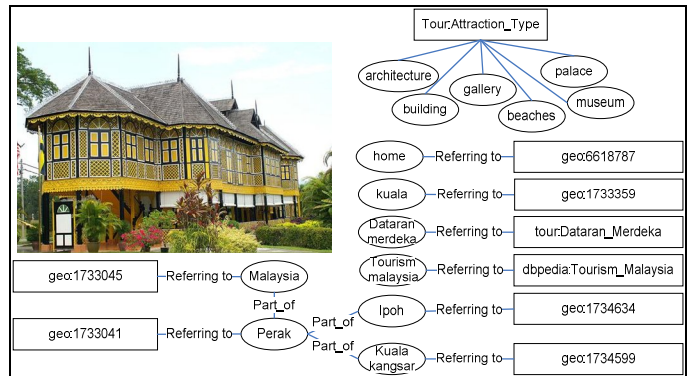 Tour:Attraction_Type
architecture
palace
gallery
building
museum
beaches
home Referring to geo:6618787
kuala Referring to geo:1733359
Dataran
merdeka
Referring to tour:Dataran_Merdeka
Tourism
malaysia
Referring to dbpedia:Tourism_Malaysia
geo:1733045 Referring to Malaysia
Part_of
Ipoh Referring to geo:1734634
Part_of
geo:1733041 Referring to Perak
Part_of
Kuala
kangsar
Referring to geo:1734599